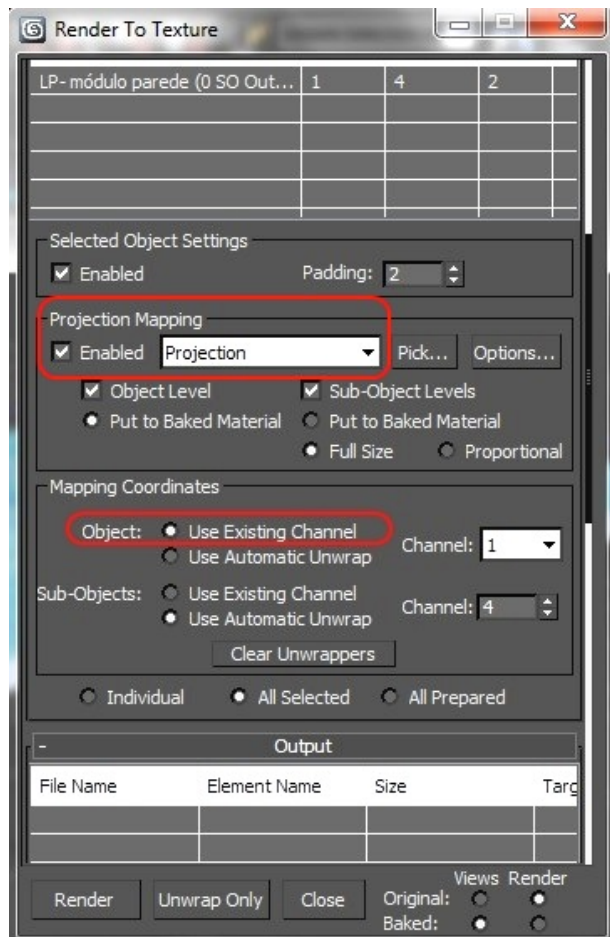 Render To Texture
LP- módulo parede (0 SO Out... 1 4 2
Selected Object Settings
Enabled Padding: 2
Projection Mapping
Enabled Projection Pick... Options...
Object Level Sub-Object Levels
Put to Baked Material Put to Baked Material
Full Size Proportional
Mapping Coordinates
Object: Use Existing Channel
Use Automatic Unwrap Channel: 1
Sub-Objects: Use Existing Channel
Use Automatic Unwrap Channel: 4
Clear Unwrappers
Individual All Selected All Prepared
- Output
File Name Element Name Size Targ
Views Render
Render Unwrap Only Close Original:
Baked: